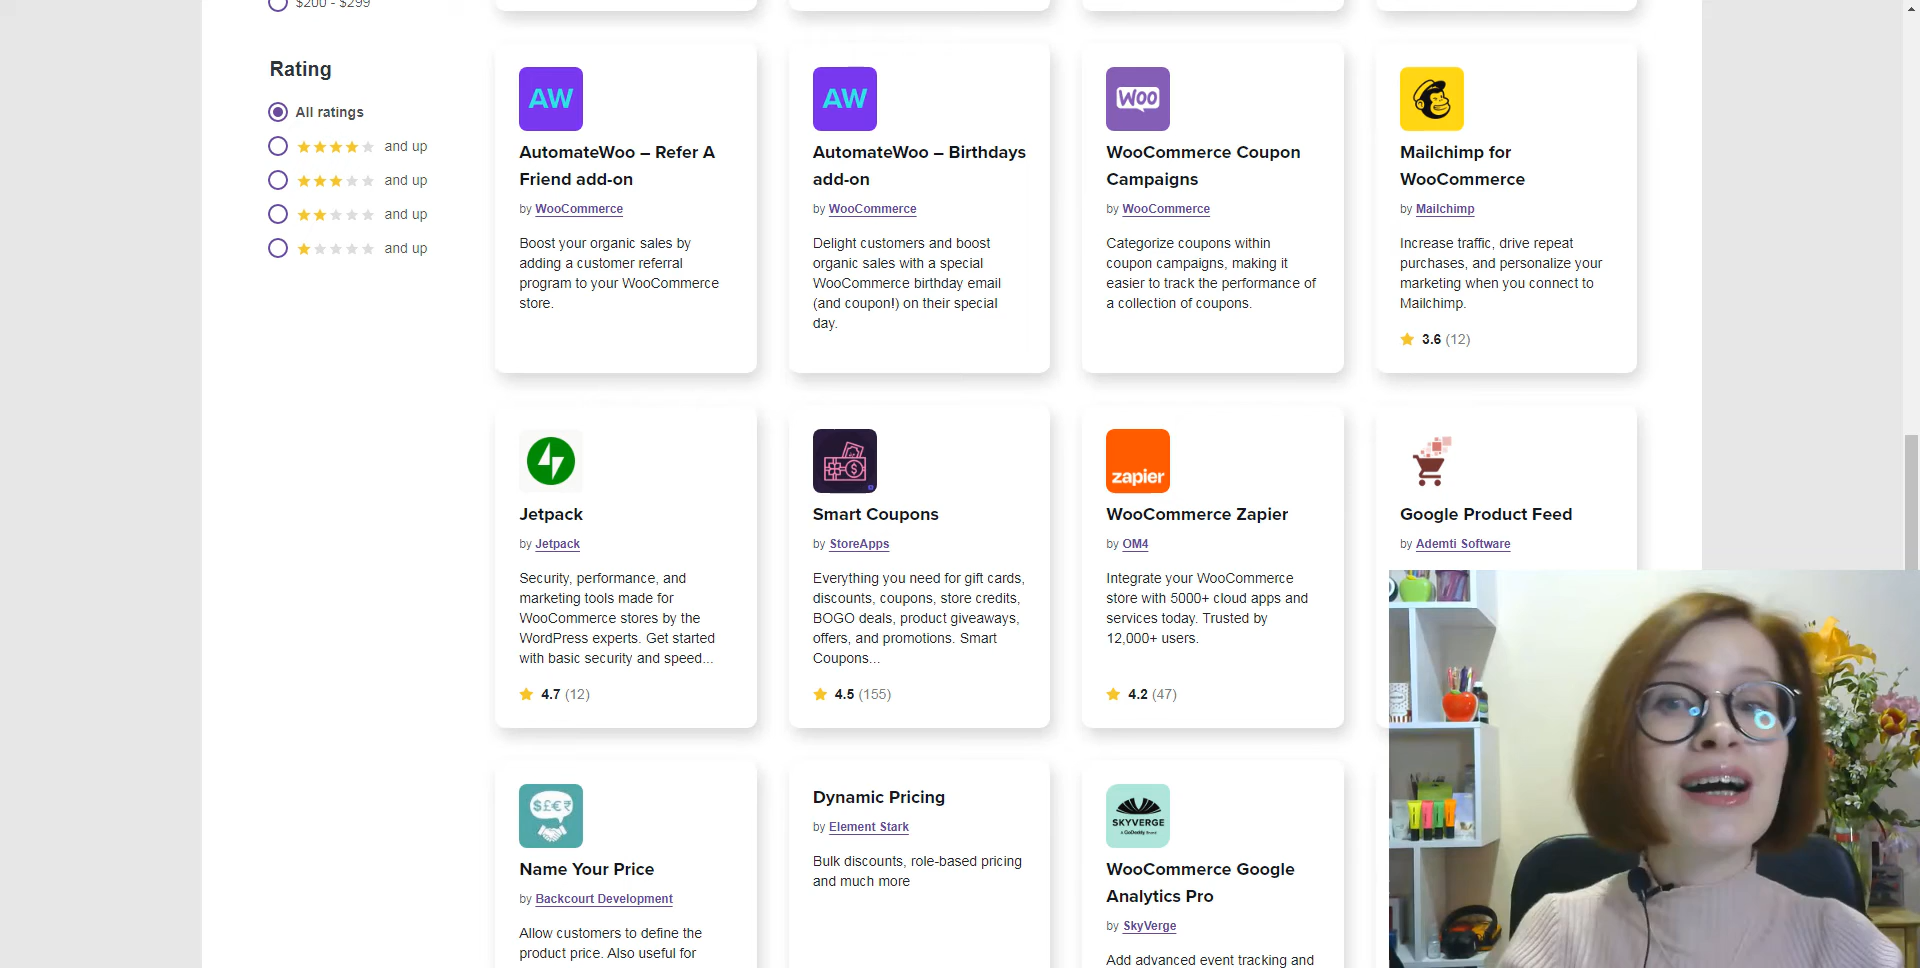 $200 - $299
Rating
All ratings
and up
and up
and up
and up
AW
AutomateWoo – Refer A
Friend add-on
by WooCommerce
Boost your organic sales by
adding a customer referral
program to your WooCommerce
store.
AW
AutomateWoo – Birthdays
add-on
by WooCommerce
Delight customers and boost
organic sales with a special
WooCommerce birthday email
(and coupon!) on their special
day.
Woo
WooCommerce Coupon
Campaigns
by WooCommerce
Categorize coupons within
coupon campaigns, making it
easier to track the performance of
a collection of coupons.
Mailchimp for
WooCommerce
by Mailchimp
Increase traffic, drive repeat
purchases, and personalize your
marketing when you connect to
Mailchimp.
3.6 (12)
Jetpack
by Jetpack
Security, performance, and
marketing tools made for
WooCommerce stores by the
WordPress experts. Get started
with basic security and speed...
4.7 (12)
Smart Coupons
by StoreApps
Everything you need for gift cards,
discounts, coupons, store credits,
BOGO deals, product giveaways,
offers, and promotions. Smart
Coupons...
4.5 (155)
zapier
WooCommerce Zapier
by OM4
Integrate your WooCommerce
store with 5000+ cloud apps and
services today. Trusted by
12,000+ users.
4.2 (47)
Google Product Feed
by Ademti Software
$£€₹
Name Your Price
by Backcourt Development
Allow customers to define the
product price. Also useful for
Dynamic Pricing
by Element Stark
Bulk discounts, role-based pricing
and much more
SKYVERGE
A GoDaddy Brand
WooCommerce Google
Analytics Pro
by SkyVerge
Add advanced event tracking and